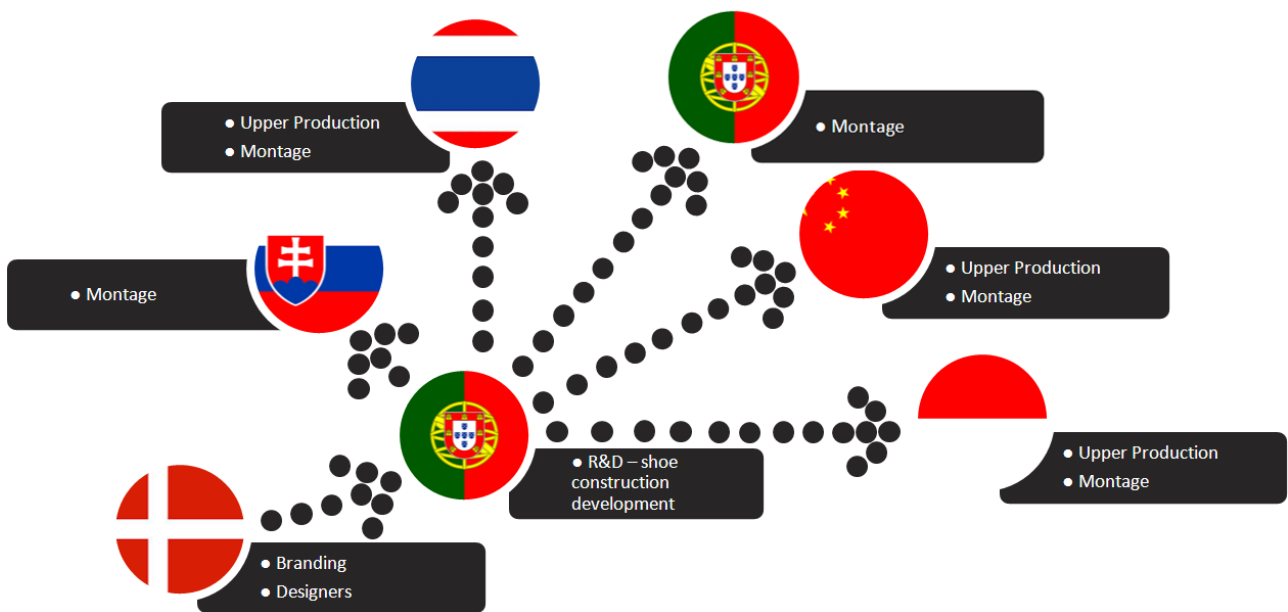 ● Upper Production
● Montage
● Montage
● Montage
● Upper Production
● Montage
● Upper Production
● Montage
● R&D – shoe
construction
development
● Branding
● Designers